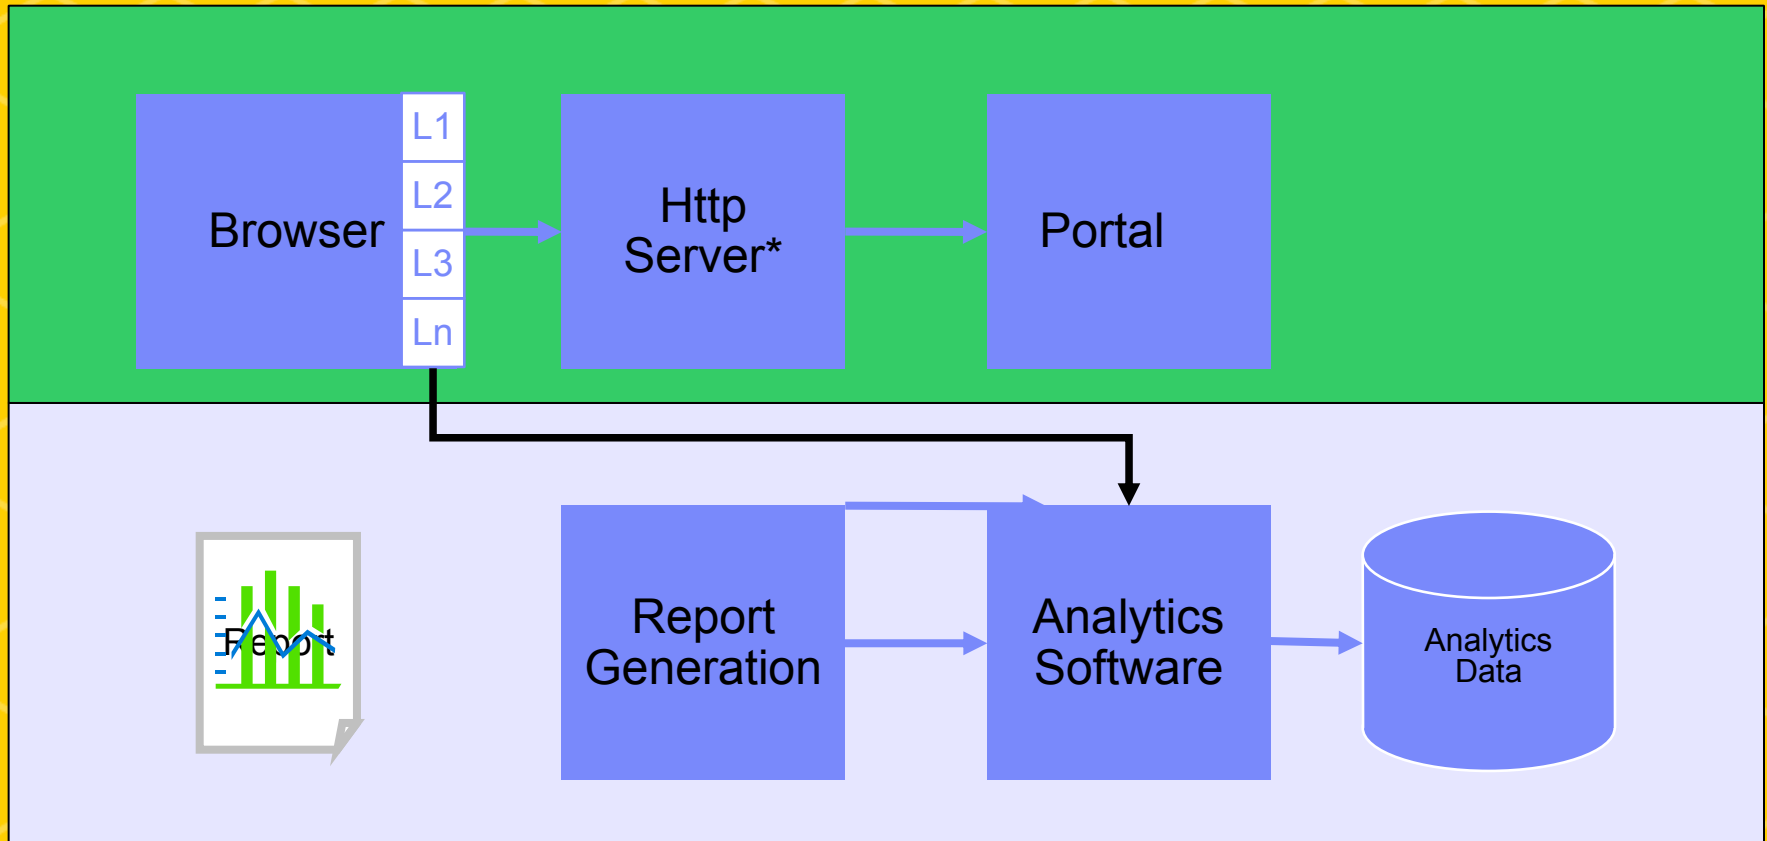 Browser
L1
L2
L3
Ln
Http
Server*
Portal
Report
Report
Generation
Analytics
Software
Analytics
Data